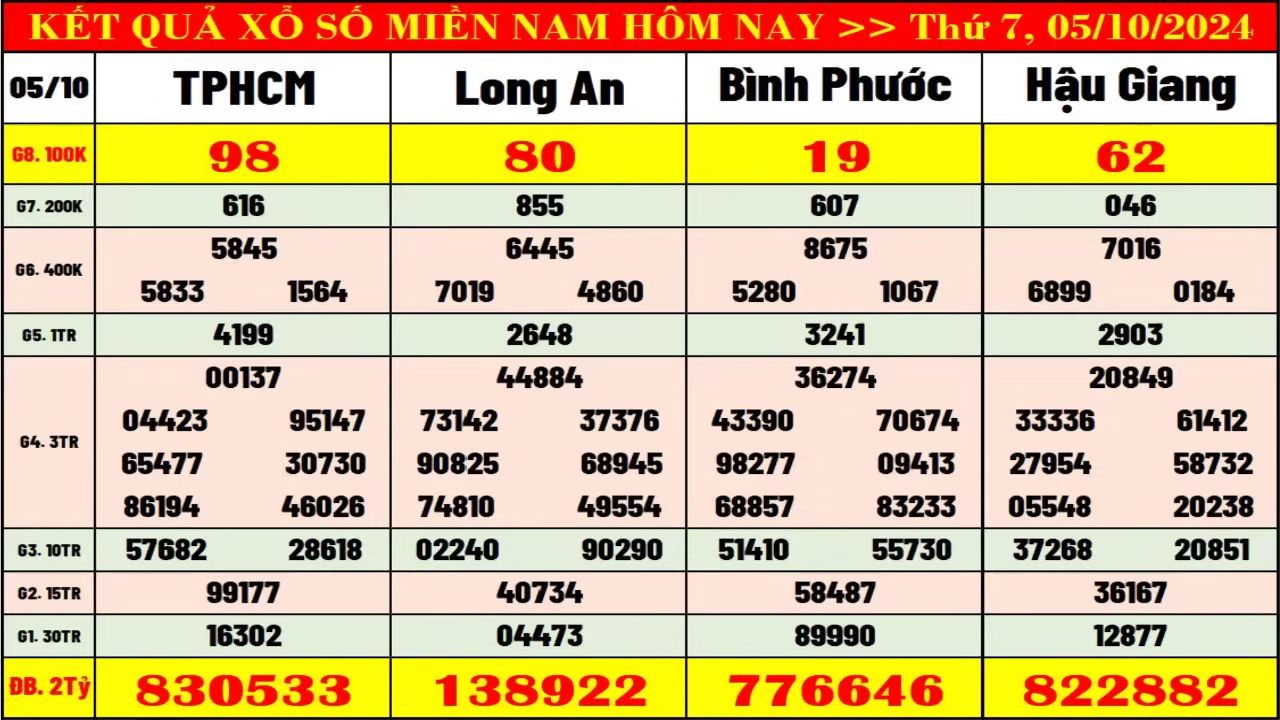 KẾT QUẢ XỔ SỐ MIỀN NAM HÔM NAY >> Thứ 7, 05/10/2024
05/10 TPHCM Long An Bình Phước Hậu Giang
G8. 100K 98 80 19 62
G7. 200K 616 855 607 046
5845 6445 8675 7016
G6. 400K
5833 1564 7019 4860 5280 1067 6899 0184
G5. 1TR 4199 2648 3241 2903
00137 44884 36274 20849
04423 95147 73142 37376 43390 70674 33336 61412
G4. 3TR
65477 30730 90825 68945 98277 09413 27954 58732
86194 46026 74810 49554 68857 83233 05548 20238
G3. 10TR 57682 28618 02240 90290 51410 55730 37268 20851
G2. 15TR 99177 40734 58487 36167
G1. 30TR 16302 04473 89990 12877
ĐB. 2Tỷ 830533 138922 776646 822882